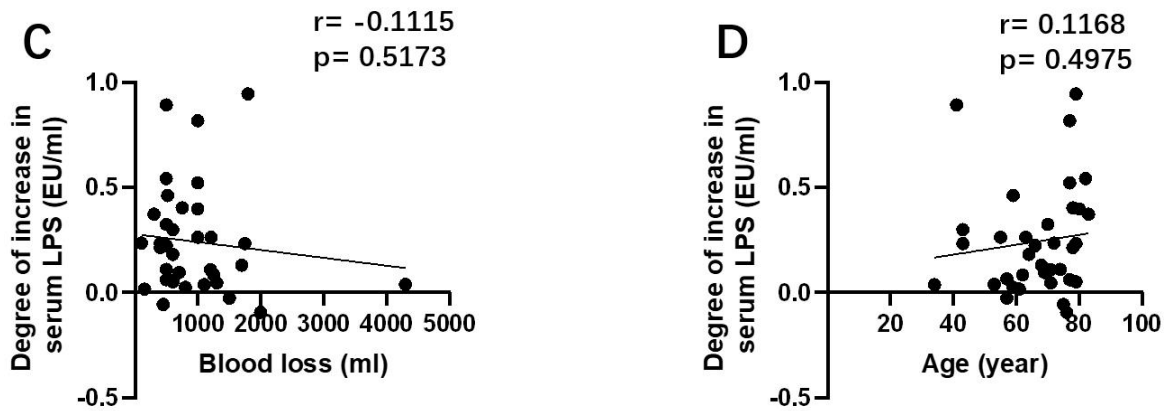 C
r= -0.1115
p= 0.5173
Degree of increase in
serum LPS (EU/ml)
1.0
0.5
0.0
-0.5
1000 2000 3000 4000 5000
Blood loss (ml)
D
r= 0.1168
p= 0.4975
Degree of increase in
serum LPS (EU/ml)
1.0
0.5
0.0
-0.5
20 40 60 80 100
Age (year)